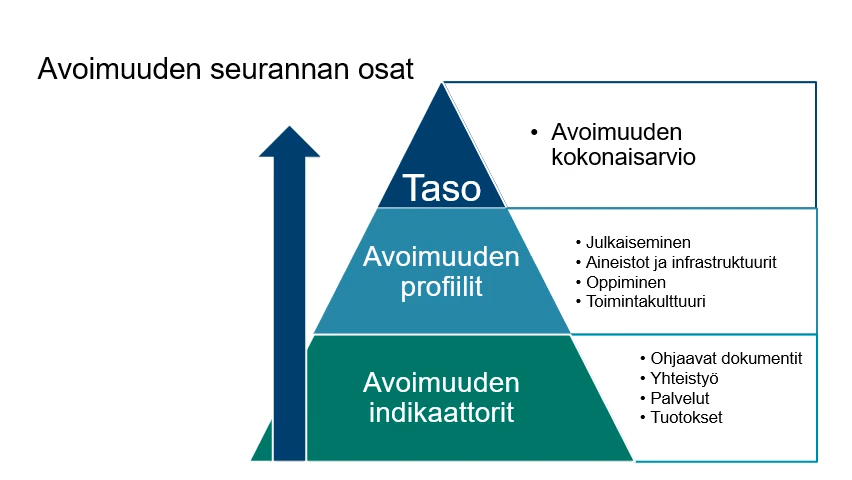 Avoimuuden seurannan osat
Taso
• Avoimuuden
kokonaisarvio
Avoimuuden
profiilit
• Julkaiseminen
• Aineistot ja infrastruktuurit
• Oppiminen
• Toimintakulttuuri
Avoimuuden
indikaattorit
• Ohjaavat dokumentit
• Yhteistyö
• Palvelut
• Tuotokset